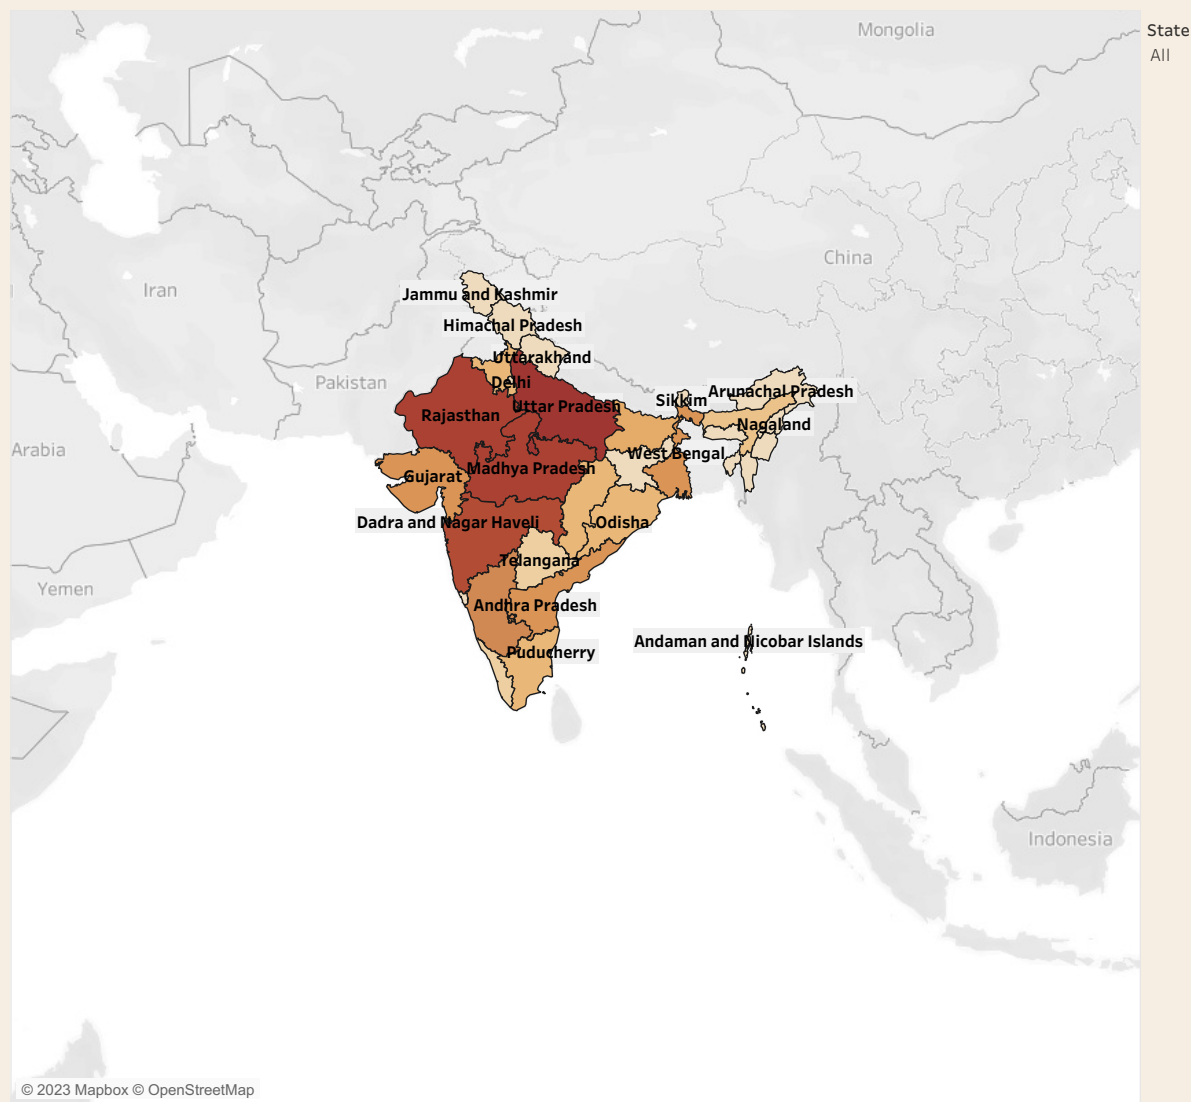 Mongolia
State
All
China
Iran
Jammu and Kashmir
Himachal Pradesh
Uttarakhand
Pakistan
Delhi
Arunachal Pradesh
Sikkim
Uttar Pradesh
Rajasthan
Nagaland
Arabia
West Bengal
Madhya Pradesh
Gujarat
Dadra and Nagar Haveli
Odisha
Telangana
Yemen
Andhra Pradesh
Andaman and Nicobar Islands
Puducherry
Indonesia
© 2023 Mapbox © OpenStreetMap